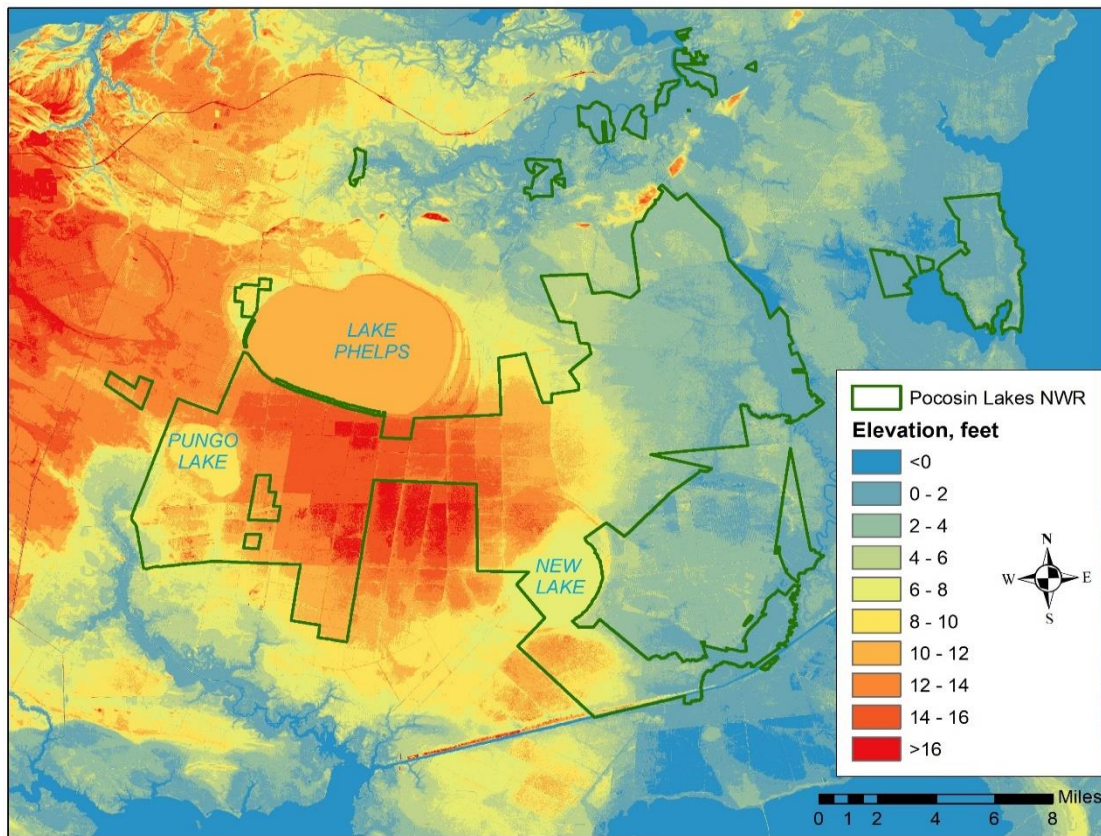 LAKE
PHELPS
PUNGO
LAKE
NEW
LAKE
Pocosin Lakes NWR
Elevation, feet
<0
0 - 2
2 - 4
4 - 6
6 - 8
8 - 10
10 - 12
12 - 14
14 - 16
>16
N
W E
S
Miles
0 1 2 4 6 8